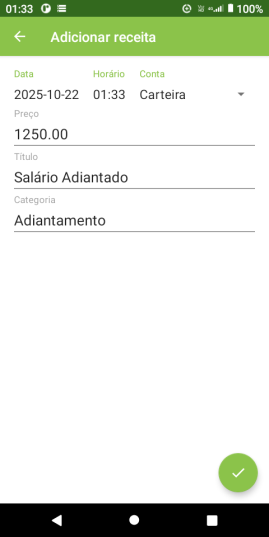 01:33 100%
Adicionar receita
Data Horário Conta
2025-10-22 01:33 Carteira
Preço
1250.00
Título
Salário Adiantado
Categoria
Adiantamento